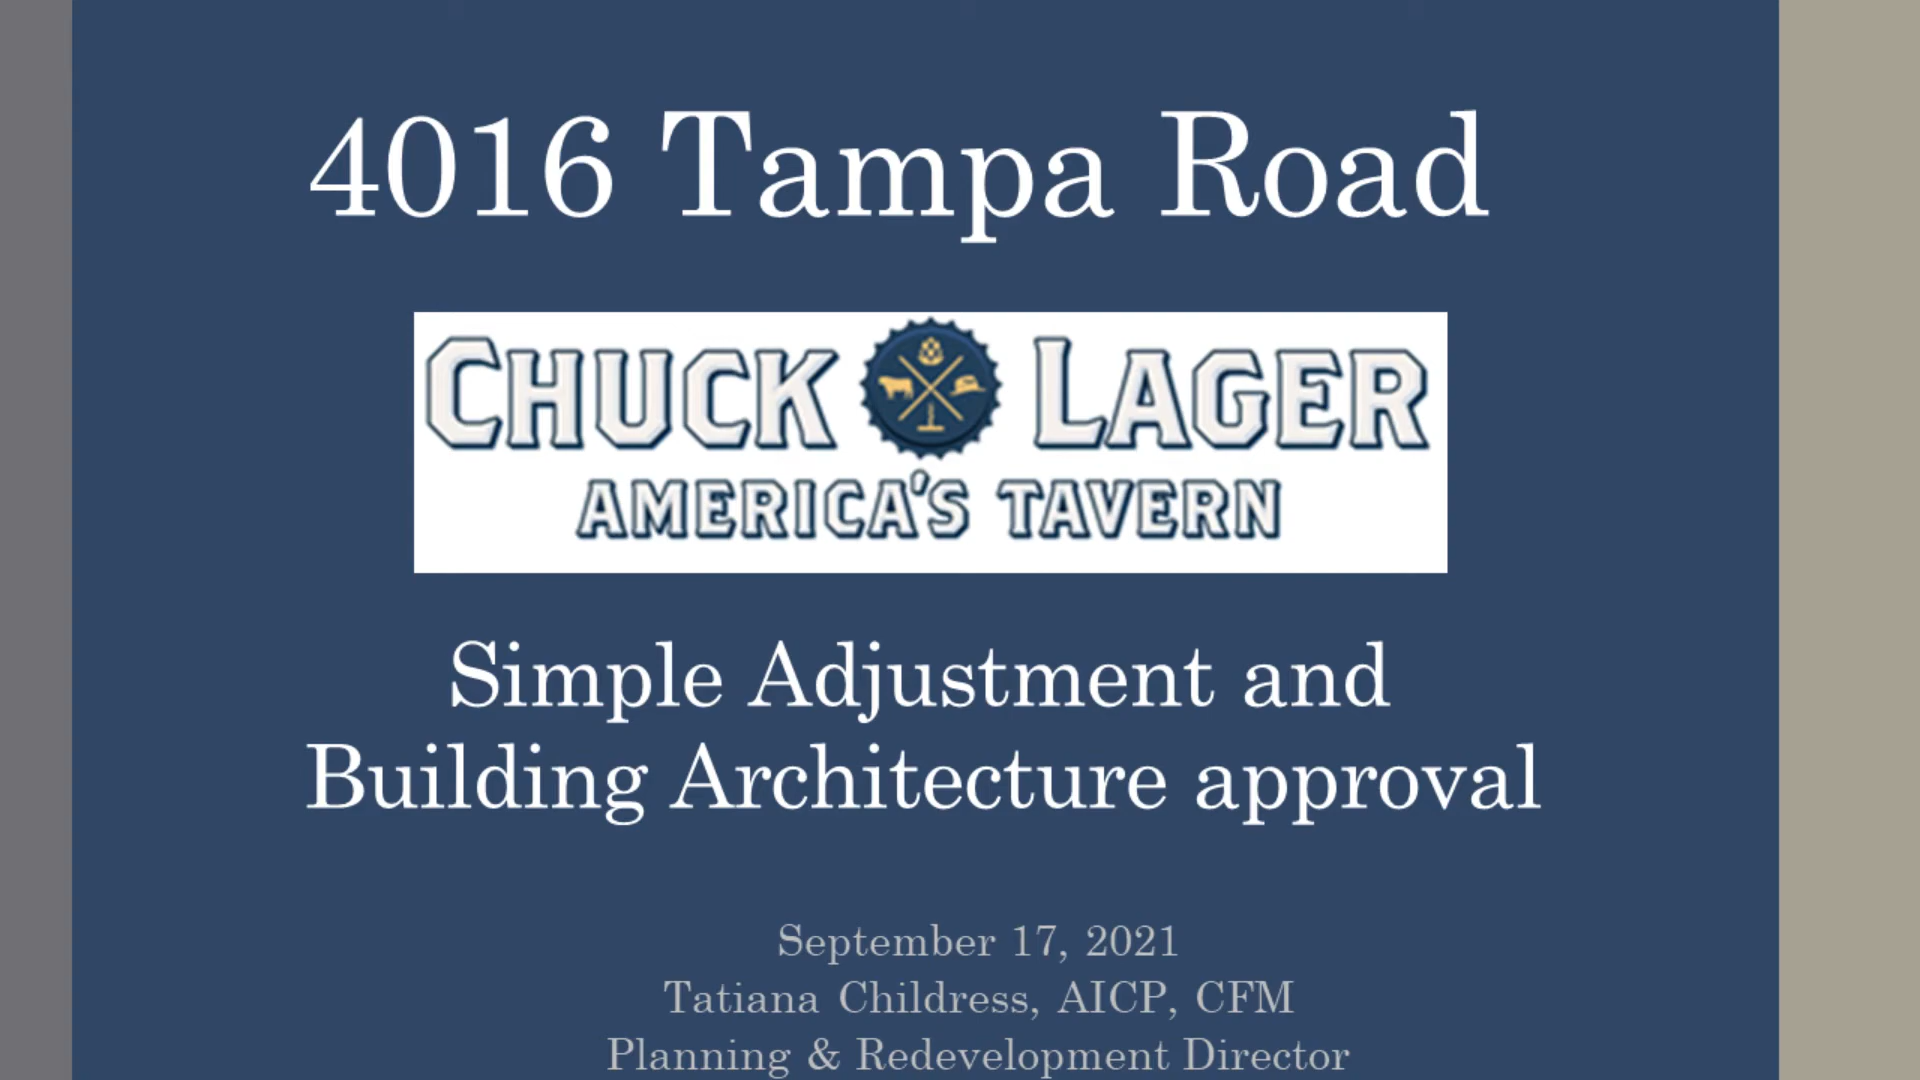 4016 Tampa Road
CHUCK LAGER
AMERICA'S TAVERN
Simple Adjustment and
Building Architecture approval
September 17, 2021
Tatiana Childress, AICP, CFM
Planning & Redevelopment Director